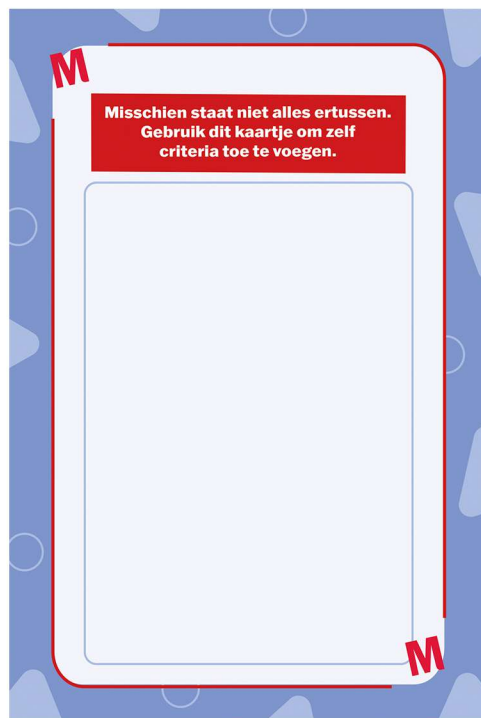 M
Misschien staat niet alles ertussen.
Gebruik dit kaartje om zelf
criteria toe te voegen.
M